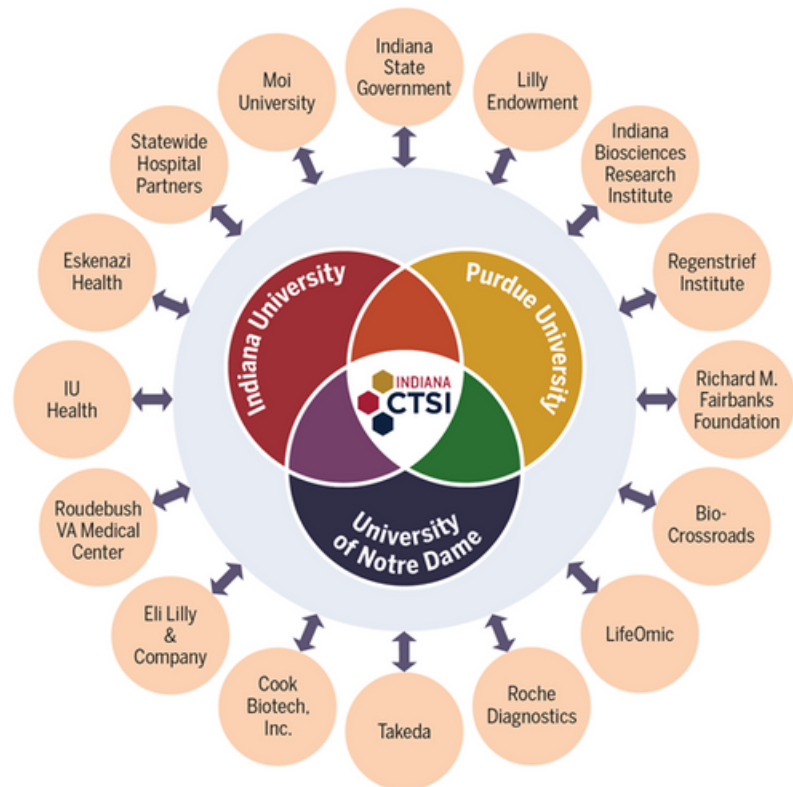 Indiana
State
Government
Lilly
Endowment
Indiana
Biosciences
Research
Institute
Regenstrief
Institute
Richard M.
Fairbanks
Foundation
Bio-
Crossroads
LifeOmic
Roche
Diagnostics
Takeda
Cook
Biotech,
Inc.
Eli Lilly
&
Company
Roudebush
VA Medical
Center
IU
Health
Eskenazi
Health
Statewide
Hospital
Partners
Moi
University
Indiana University
Purdue University
INDIANA
CTSI
University
of Notre Dame